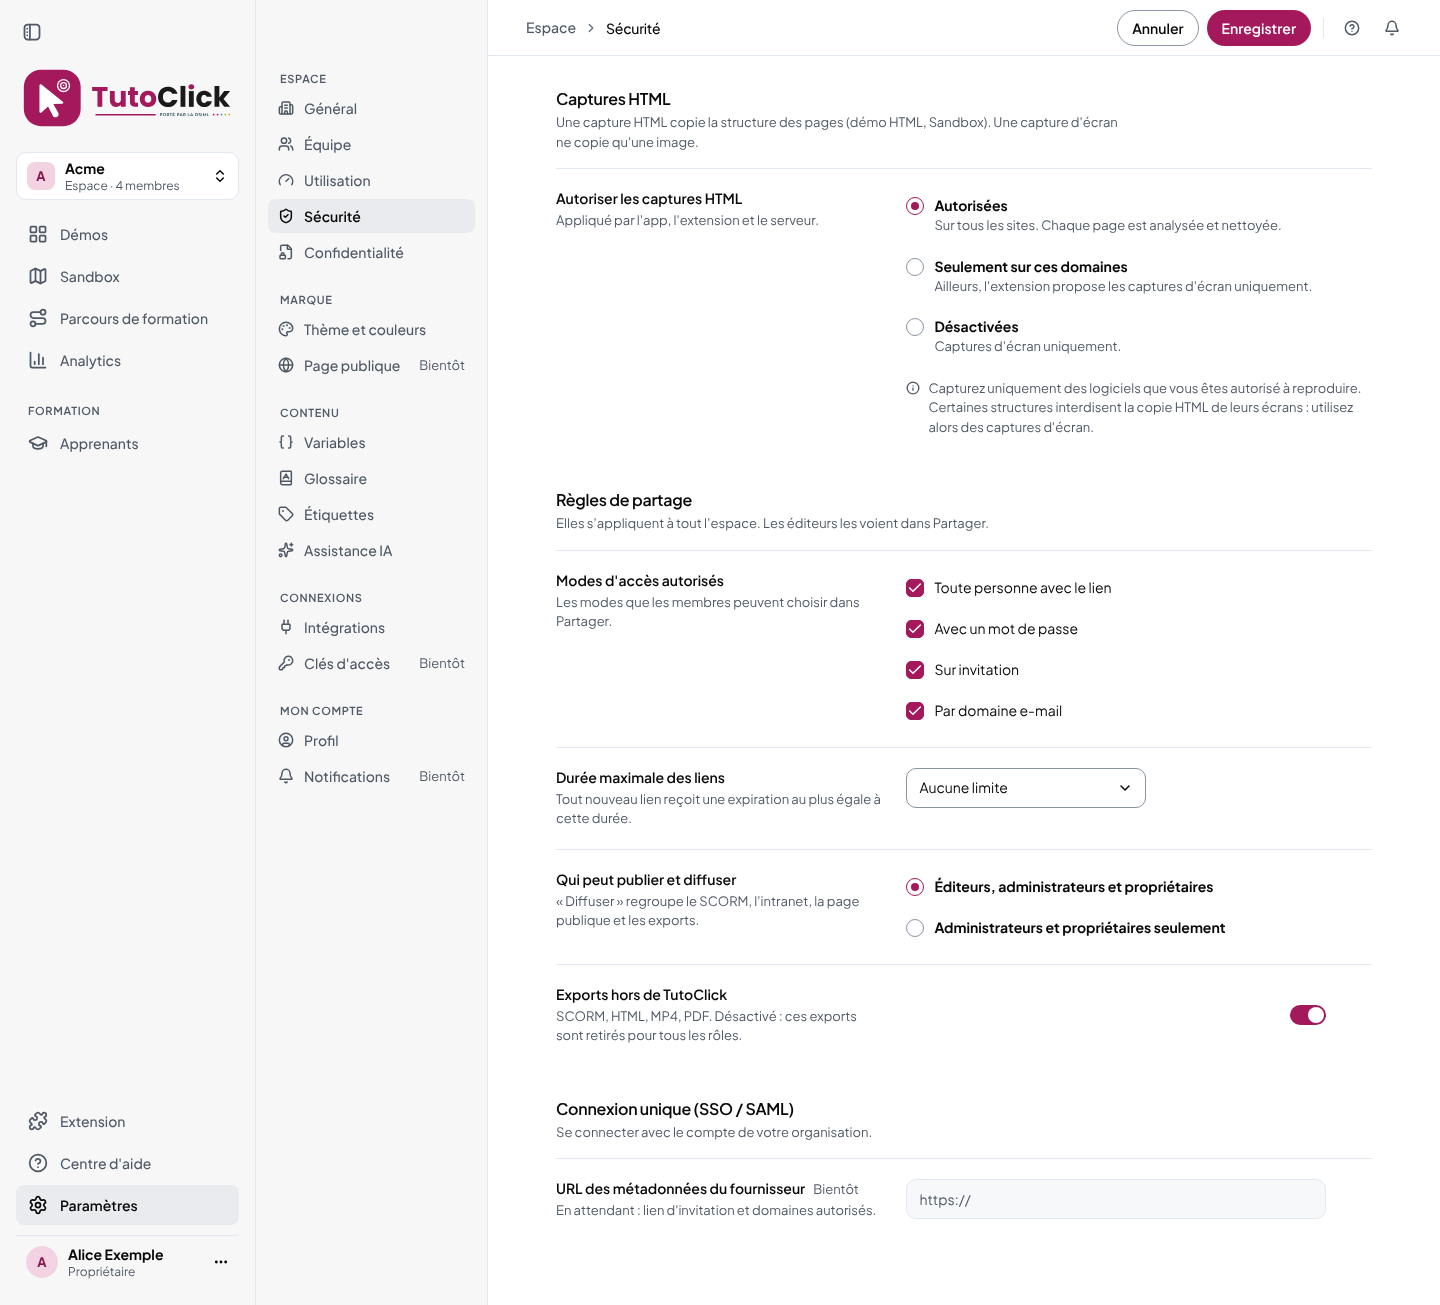 TutoClick
PORTÉ PAR LA DSIML
A
Acme
Espace · 4 membres
Démos
Sandbox
Parcours de formation
Analytics
FORMATION
Apprenants
Extension
Centre d'aide
Paramètres
A
Alice Exemple
Propriétaire
ESPACE
Général
Équipe
Utilisation
Sécurité
Confidentialité
MARQUE
Thème et couleurs
Page publique Bientôt
CONTENU
Variables
Glossaire
Étiquettes
Assistance IA
CONNEXIONS
Intégrations
Clés d'accès Bientôt
MON COMPTE
Profil
Notifications Bientôt
Espace > Sécurité
Annuler
Enregistrer
Captures HTML
Une capture HTML copie la structure des pages (démo HTML, Sandbox). Une capture d'écran
ne copie qu'une image.
Autoriser les captures HTML
Appliqué par l'app, l'extension et le serveur.
Autorisées
Sur tous les sites. Chaque page est analysée et nettoyée.
Seulement sur ces domaines
Ailleurs, l'extension propose les captures d'écran uniquement.
Désactivées
Captures d'écran uniquement.
Capturez uniquement des logiciels que vous êtes autorisé à reproduire.
Certaines structures interdisent la copie HTML de leurs écrans : utilisez
alors des captures d'écran.
Règles de partage
Elles s'appliquent à tout l'espace. Les éditeurs les voient dans Partager.
Modes d'accès autorisés
Les modes que les membres peuvent choisir dans
Partager.
Toute personne avec le lien
Avec un mot de passe
Sur invitation
Par domaine e-mail
Durée maximale des liens
Tout nouveau lien reçoit une expiration au plus égale à
cette durée.
Aucune limite
Qui peut publier et diffuser
« Diffuser » regroupe le SCORM, l'intranet, la page
publique et les exports.
Éditeurs, administrateurs et propriétaires
Administrateurs et propriétaires seulement
Exports hors de TutoClick
SCORM, HTML, MP4, PDF. Désactivé : ces exports
sont retirés pour tous les rôles.
Connexion unique (SSO / SAML)
Se connecter avec le compte de votre organisation.
URL des métadonnées du fournisseur Bientôt
En attendant : lien d'invitation et domaines autorisés.
https://